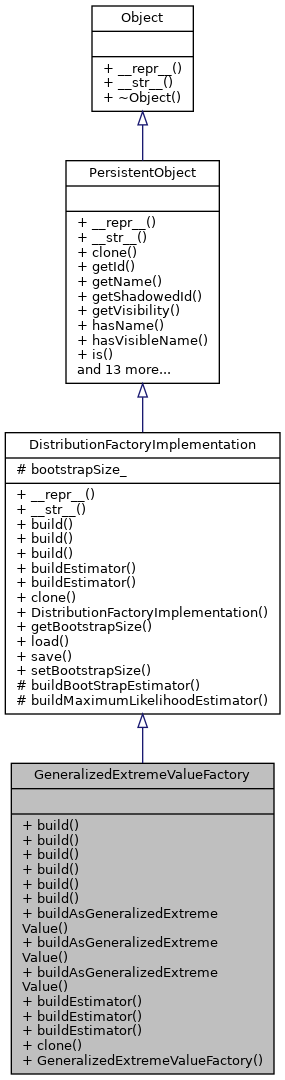 Object
+ __repr__()
+ __str__()
+ ~Object()
PersistentObject
+ __repr__()
+ __str__()
+ clone()
+ getId()
+ getName()
+ getShadowedId()
+ getVisibility()
+ hasName()
+ hasVisibleName()
+ is()
and 13 more...
DistributionFactoryImplementation
# bootstrapSize_
+ __repr__()
+ __str__()
+ build()
+ build()
+ build()
+ buildEstimator()
+ buildEstimator()
+ clone()
+ DistributionFactoryImplementation()
+ getBootstrapSize()
+ load()
+ save()
+ setBootstrapSize()
# buildBootStrapEstimator()
# buildMaximumLikelihoodEstimator()
GeneralizedExtremeValueFactory
+ build()
+ build()
+ build()
+ build()
+ build()
+ build()
+ buildAsGeneralizedExtreme
Value()
+ buildAsGeneralizedExtreme
Value()
+ buildAsGeneralizedExtreme
Value()
+ buildEstimator()
+ buildEstimator()
+ buildEstimator()
+ clone()
+ GeneralizedExtremeValueFactory()